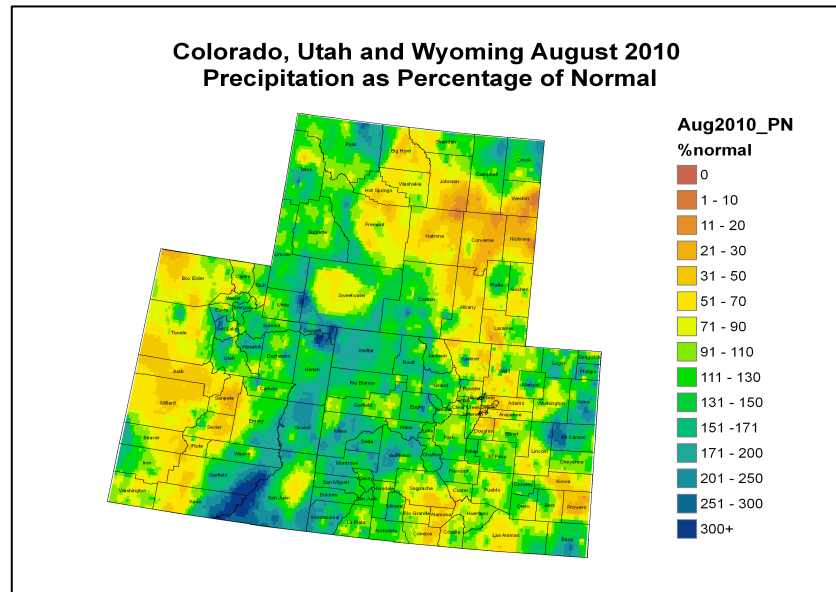 Colorado, Utah and Wyoming August 2010
Precipitation as Percentage of Normal
Aug2010_PN
%normal
0
1 - 10
11 - 20
21 - 30
31 - 50
51 - 70
71 - 90
91 - 110
111 - 130
131 - 150
151 -171
171 - 200
201 - 250
251 - 300
300+
Park
Big Horn
Sheridan
Campbell
Crook
Teton
Washakie
Johnson
Hot Springs
Weston
Sublette
Fremont
Natrona
Converse
Niobrara
Lincoln
Sweetwater
Carbon
Platte
Goshen
Albany
Laramie
Uinta
Box Elder
Cache
Rich
Weber
Morgan
Davis
Salt Lake
Summit
Daggett
Tooele
Utah
Wasatch
Duchesne
Uintah
Juab
Carbon
Millard
Sanpete
Emery
Grand
Sevier
Beaver
Piute
Wayne
Iron
Garfield
Washington
Kane
San Juan
Moffat
Routt
Jackson
Larimer
Weld
Logan
Sedgwick
Phillips
Rio Blanco
Grand
Boulder
Morgan
Washington
Yuma
Garfield
Eagle
Clear Creek
Adams
Arapahoe
Mesa
Pitkin
Lake
Park
Douglas
Elbert
Kit Carson
Delta
Gunnison
Chaffee
Teller
El Paso
Lincoln
Cheyenne
Montrose
Fremont
Kiowa
San Miguel
Ouray
Hinsdale
Saguache
Custer
Pueblo
Crowley
Dolores
San Juan
Mineral
Otero
Bent
Prowers
Montezuma
La Plata
Rio Grande
Alamosa
Huerfano
Archuleta
Conejos
Costilla
Las Animas
Baca